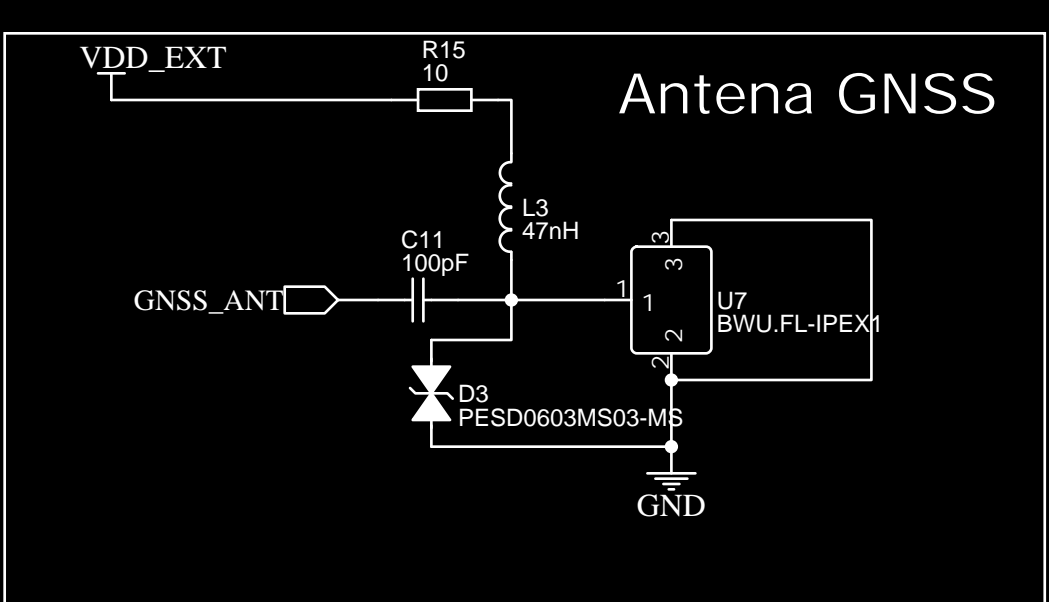 VDD_EXT
R15
10
Antena GNSS
L3
47nH
C11
100pF
3
3
GNSS_ANT
1
1
U7
BWU.FL-IPEX1
2
2
D3
PESD0603MS03-MS
GND